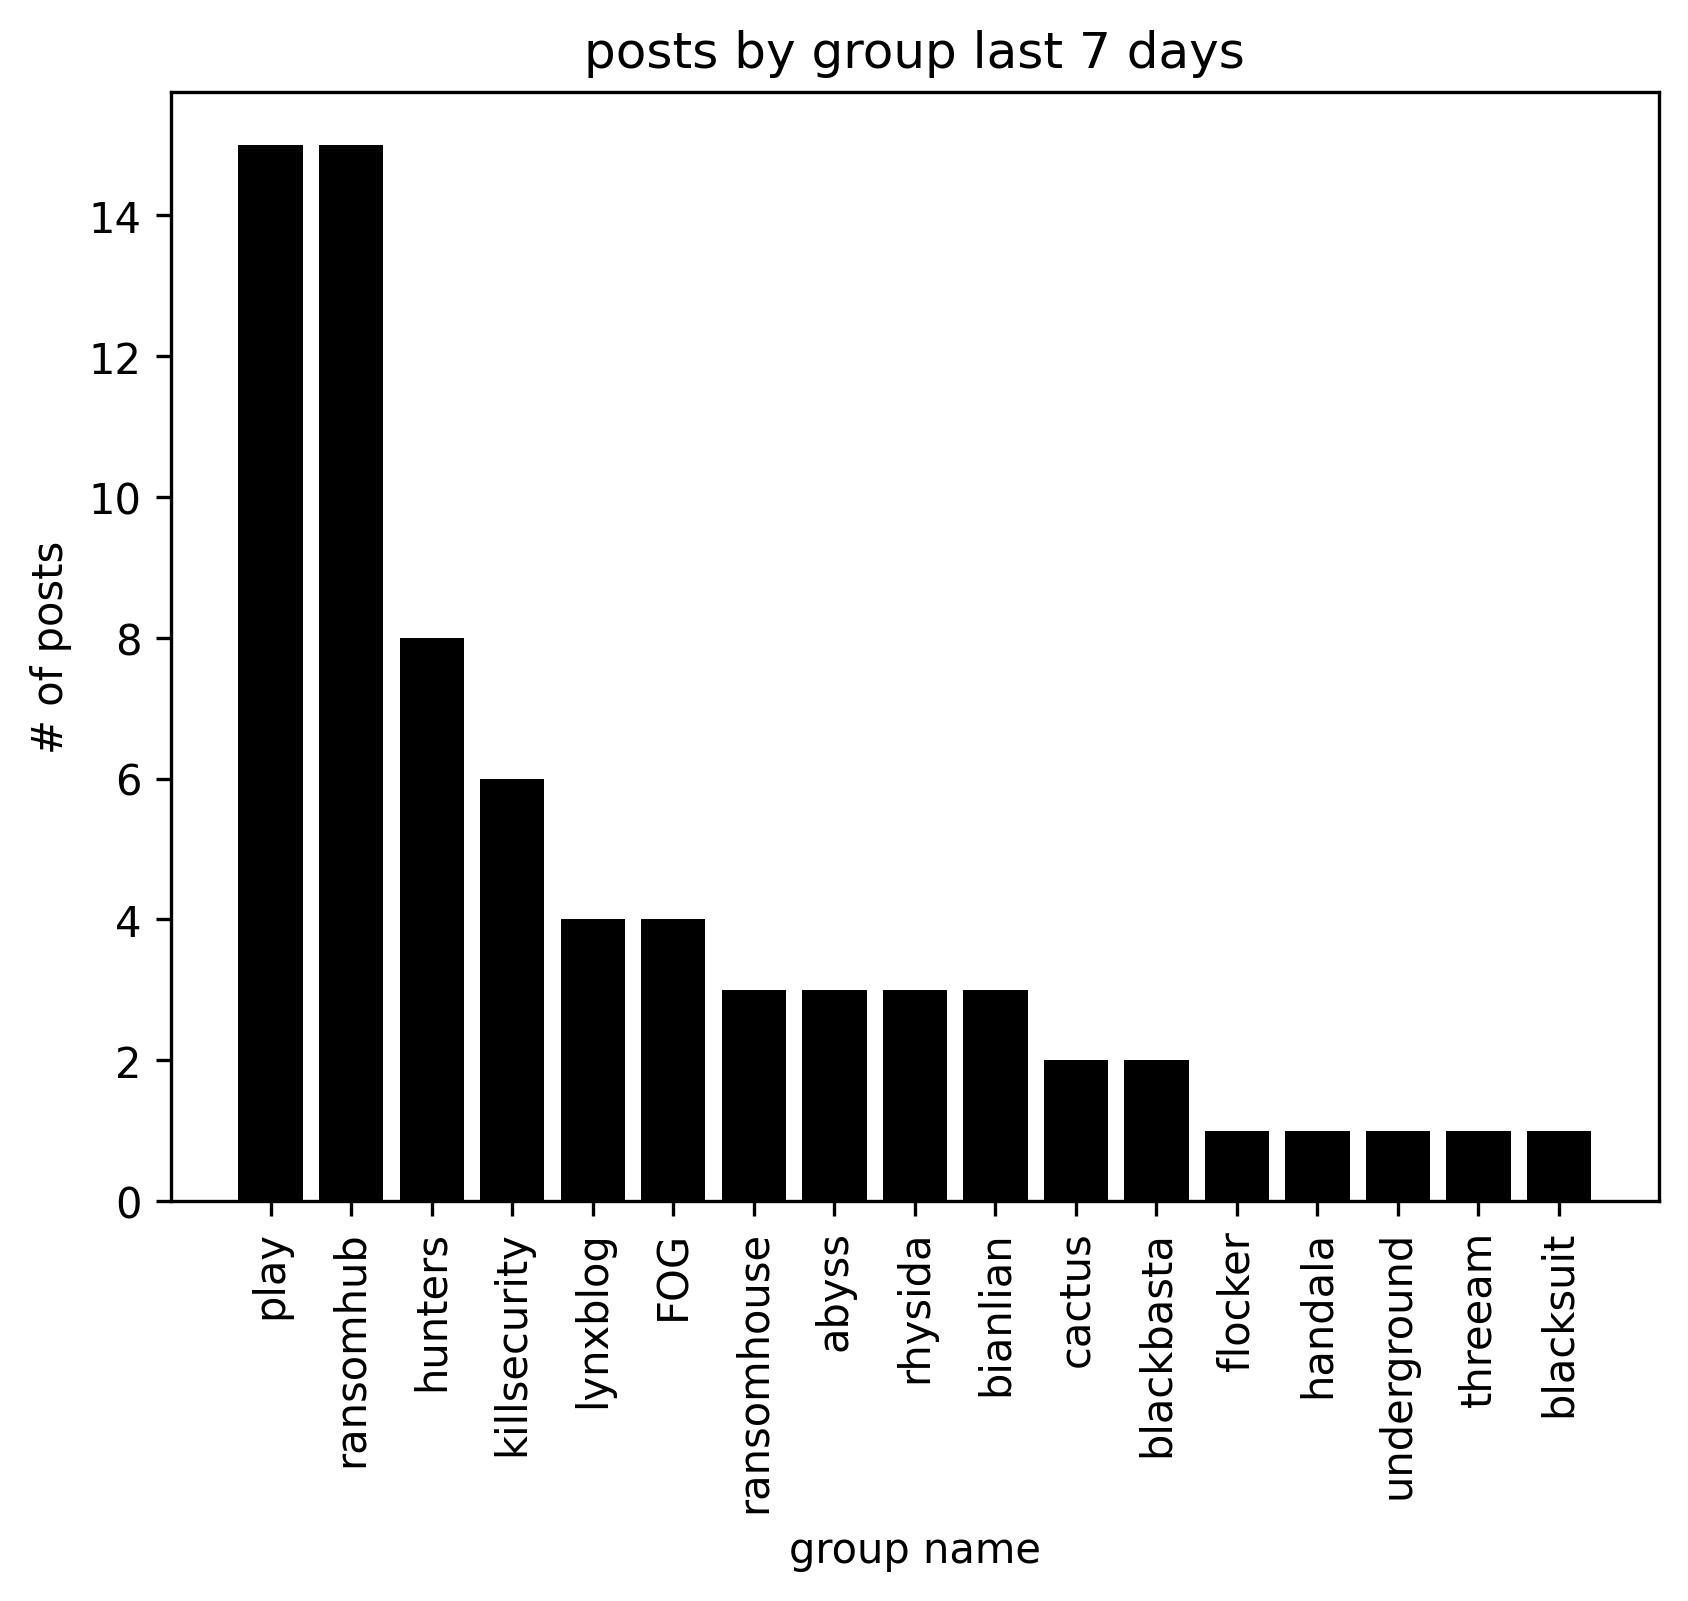 posts by group last 7 days
# of posts
14
12
10
8
6
4
2
0
play
ransomhub
hunters
killsecurity
lynxblog
FOG
ransomhouse
abyss
rhysida
bianlian
cactus
blackbasta
flocker
handala
underground
threeam
blacksuit
group name